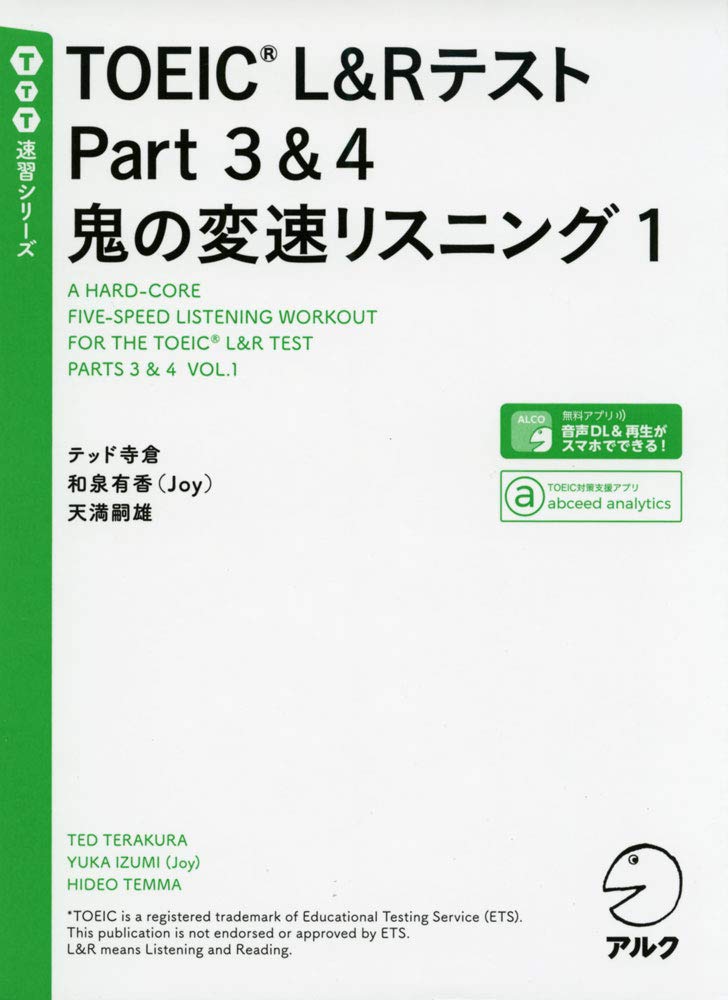 TTT速習シリーズ
TOEIC® L&Rテスト
Part 3 & 4
鬼の変速リスニング 1
A HARD-CORE
FIVE-SPEED LISTENING WORKOUT
FOR THE TOEIC® L&R TEST
PARTS 3 & 4 VOL.1
ALCO
無料アプリ
音声DL&再生が
スマホでできる!
a
TOEIC対策支援アプリ
abceed analytics
テッド寺倉
和泉有香(Joy)
天満嗣雄
TED TERAKURA
YUKA IZUMI (Joy)
HIDEO TEMMA
*TOEIC is a registered trademark of Educational Testing Service (ETS).
This publication is not endorsed or approved by ETS.
L&R means Listening and Reading.
アルク